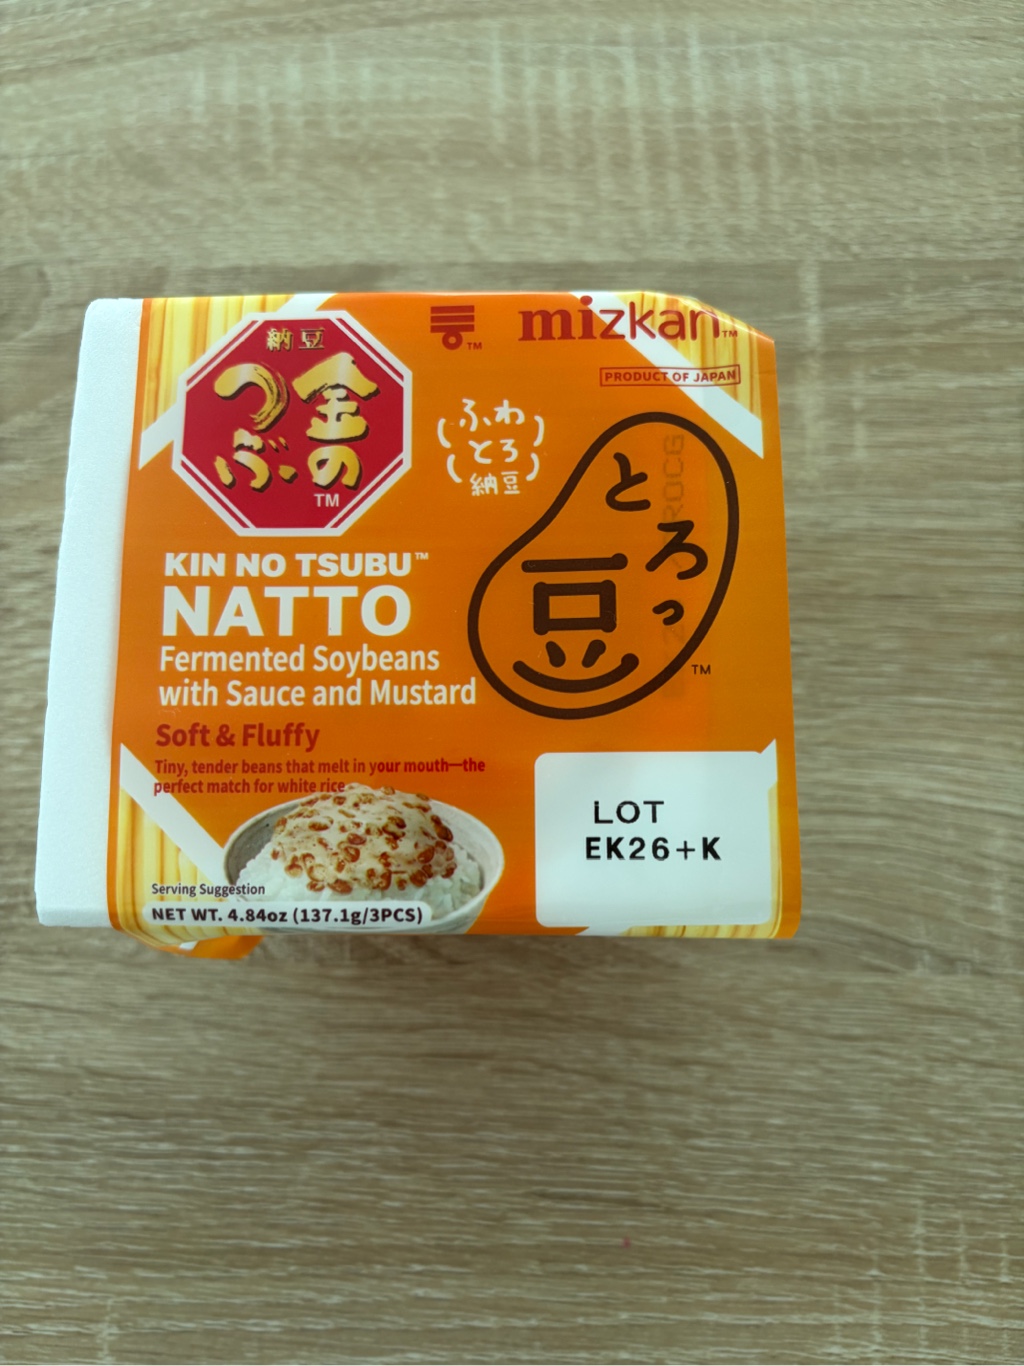 納豆
金の
つぶ
TM
mizkan TM
TM
PRODUCT OF JAPAN
ふわ
とろ
納豆
とろっ
豆
TM
KIN NO TSUBU™
NATTO
Fermented Soybeans
with Sauce and Mustard
Soft & Fluffy
Tiny, tender beans that melt in your mouth—the
perfect match for white rice
Serving Suggestion
NET WT. 4.84oz (137.1g/3PCS)
LOT
EK26+K